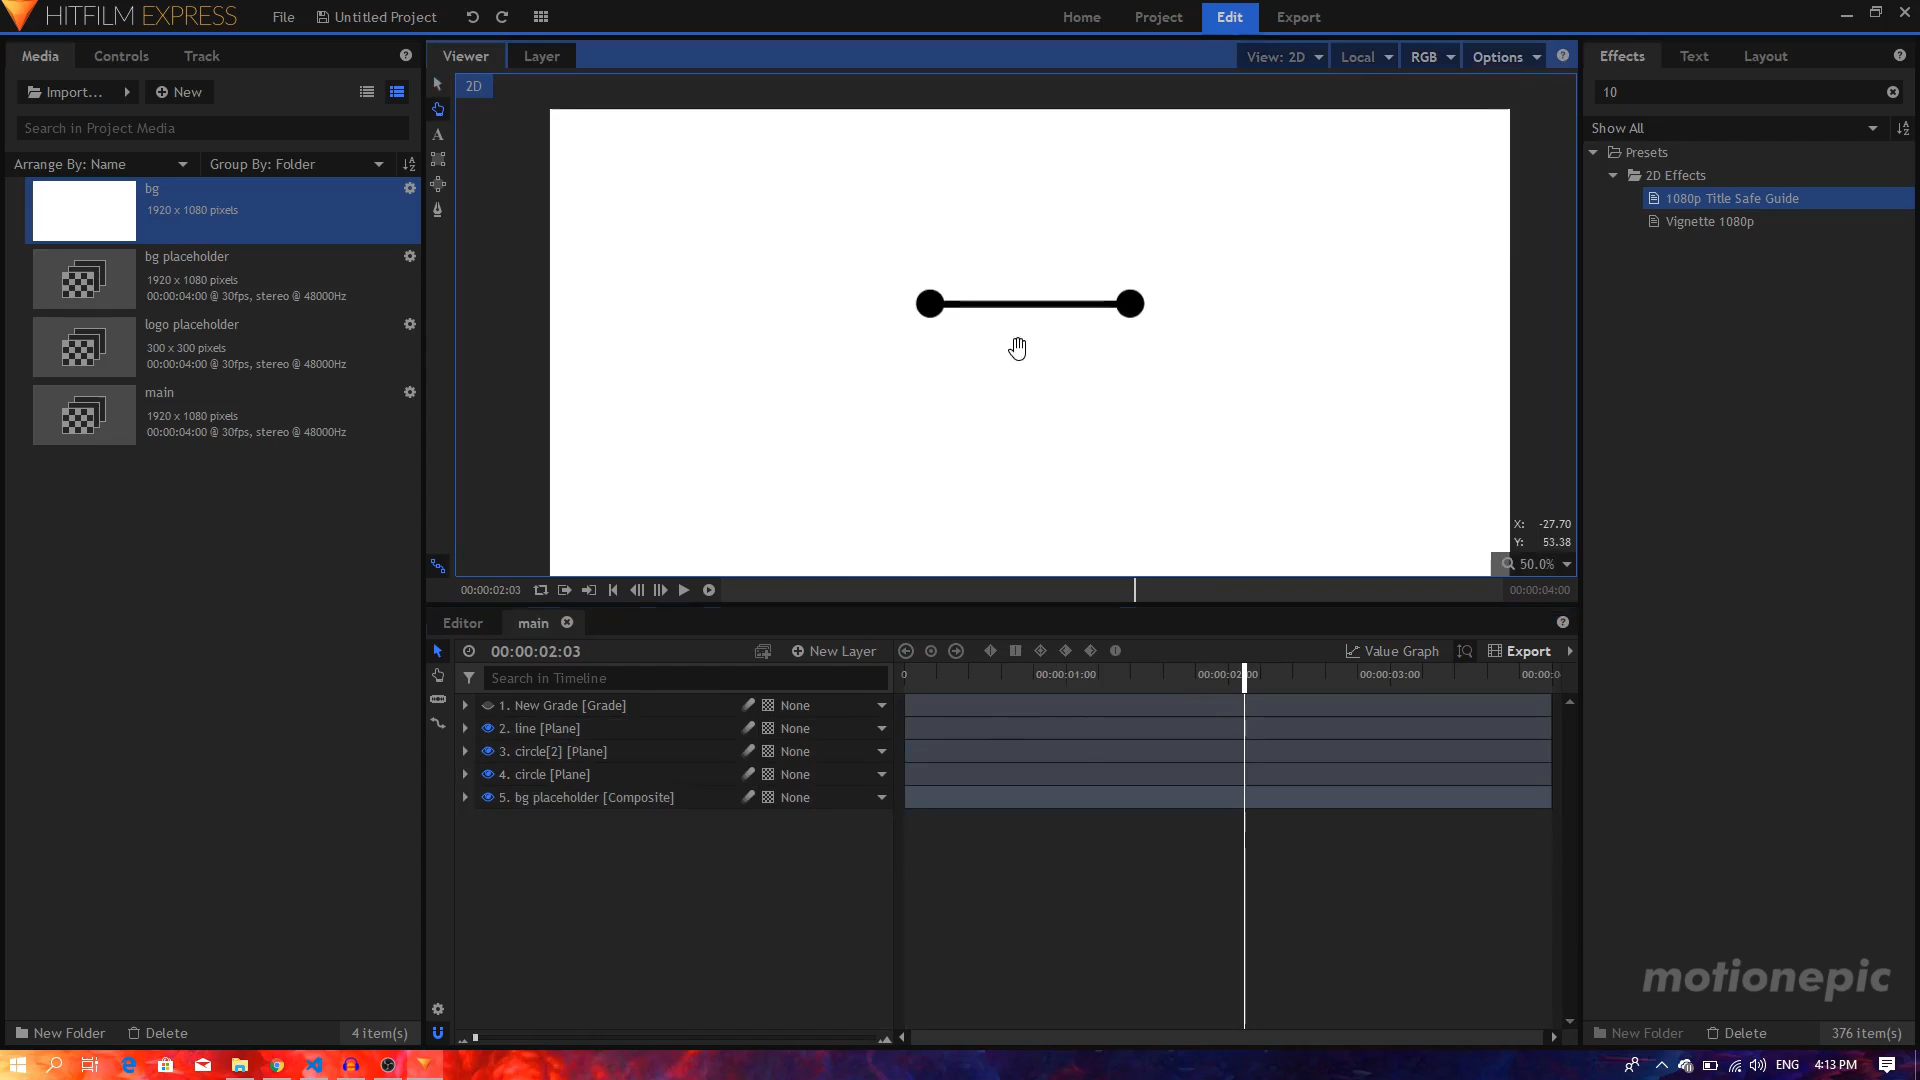 HITFILM EXPRESS
File
Untitled Project
Home
Project
Edit
Export
Media
Controls
Track
Import...
New
Search in Project Media
Arrange By: Name
Group By: Folder
bg
1920 x 1080 pixels
bg placeholder
1920 x 1080 pixels
00:00:04:00 @ 30fps, stereo @ 48000Hz
logo placeholder
300 x 300 pixels
00:00:04:00 @ 30fps, stereo @ 48000Hz
main
1920 x 1080 pixels
00:00:04:00 @ 30fps, stereo @ 48000Hz
New Folder
Delete
4 item(s)
Viewer
Layer
View: 2D
Local
RGB
Options
2D
X: -27.70
Y: 53.38
50.0%
00:00:02:03
00:00:04:00
Editor
main
00:00:02:03
New Layer
Value Graph
Export
Search in Timeline
0
00:00:01:00
00:00:02:00
00:00:03:00
00:00:0
1. New Grade [Grade]
None
2. line [Plane]
None
3. circle[2] [Plane]
None
4. circle [Plane]
None
5. bg placeholder [Composite]
None
Effects
Text
Layout
10
Show All
Presets
2D Effects
1080p Title Safe Guide
Vignette 1080p
motionepic
New Folder
Delete
376 item(s)
ENG
4:13 PM